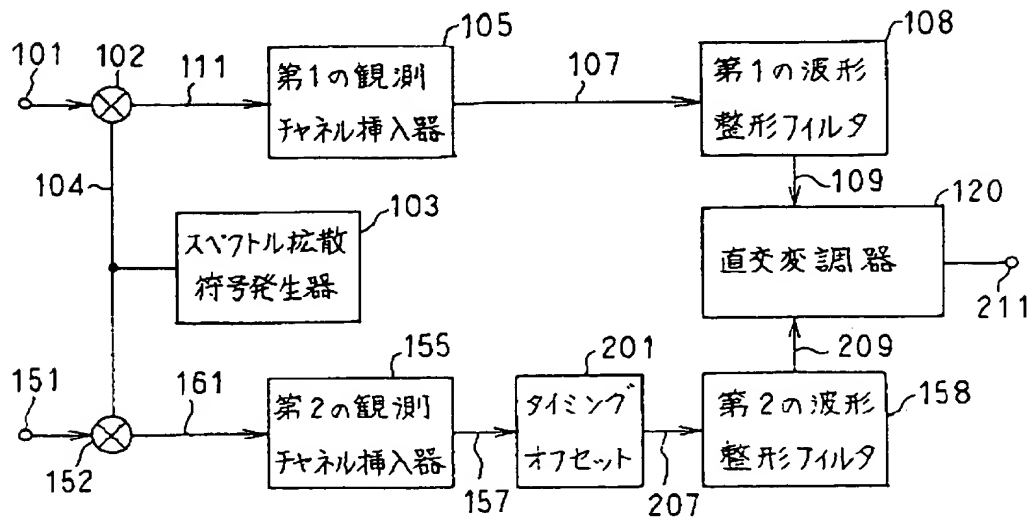 101
102
111
105
第1の観測
チャネル挿入器
107
108
第1の波形
整形フィルタ
109
104
103
スペクトル拡散
符号発生器
120
直交変調器
211
151
152
161
155
第2の観測
チャネル挿入器
157
201
タイミング
オフセット
207
209
第2の波形
整形フィルタ
158